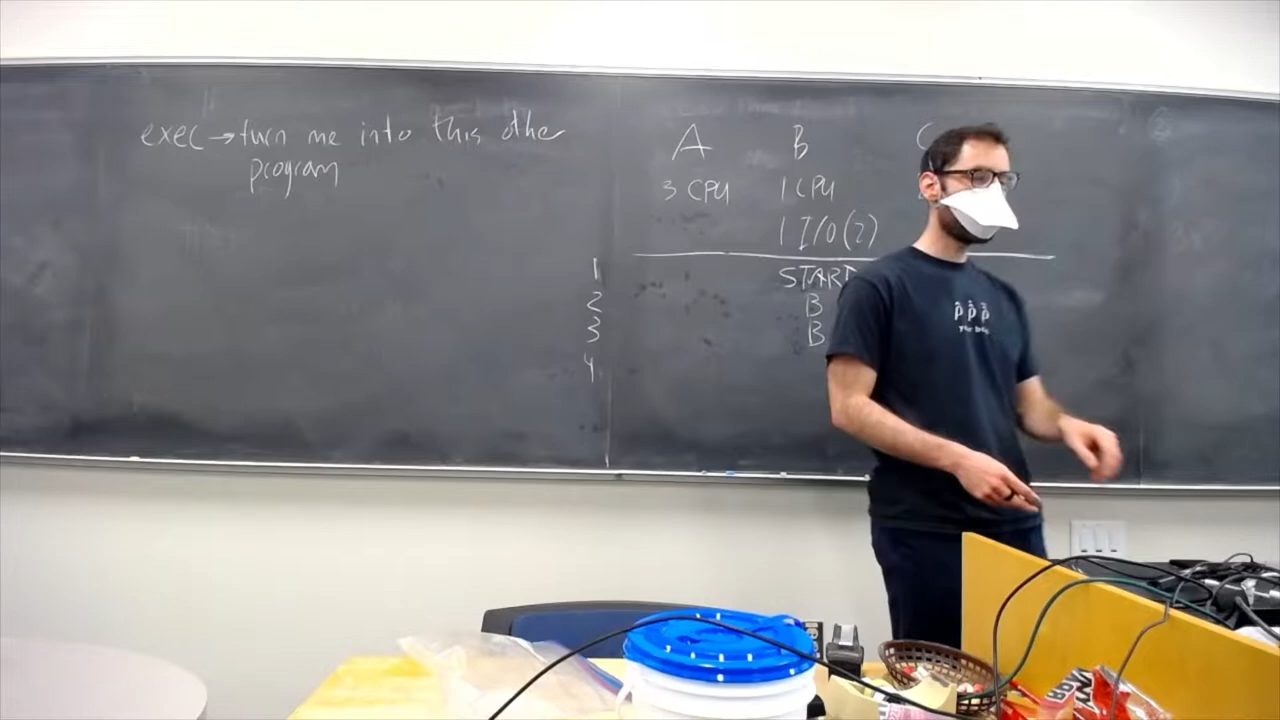 exec → turn me into this other
program
A B C
3 CPU 1 CPU
1 I/O (2)
1 START
2 B
3 B
4
p̂ p̂ p̂